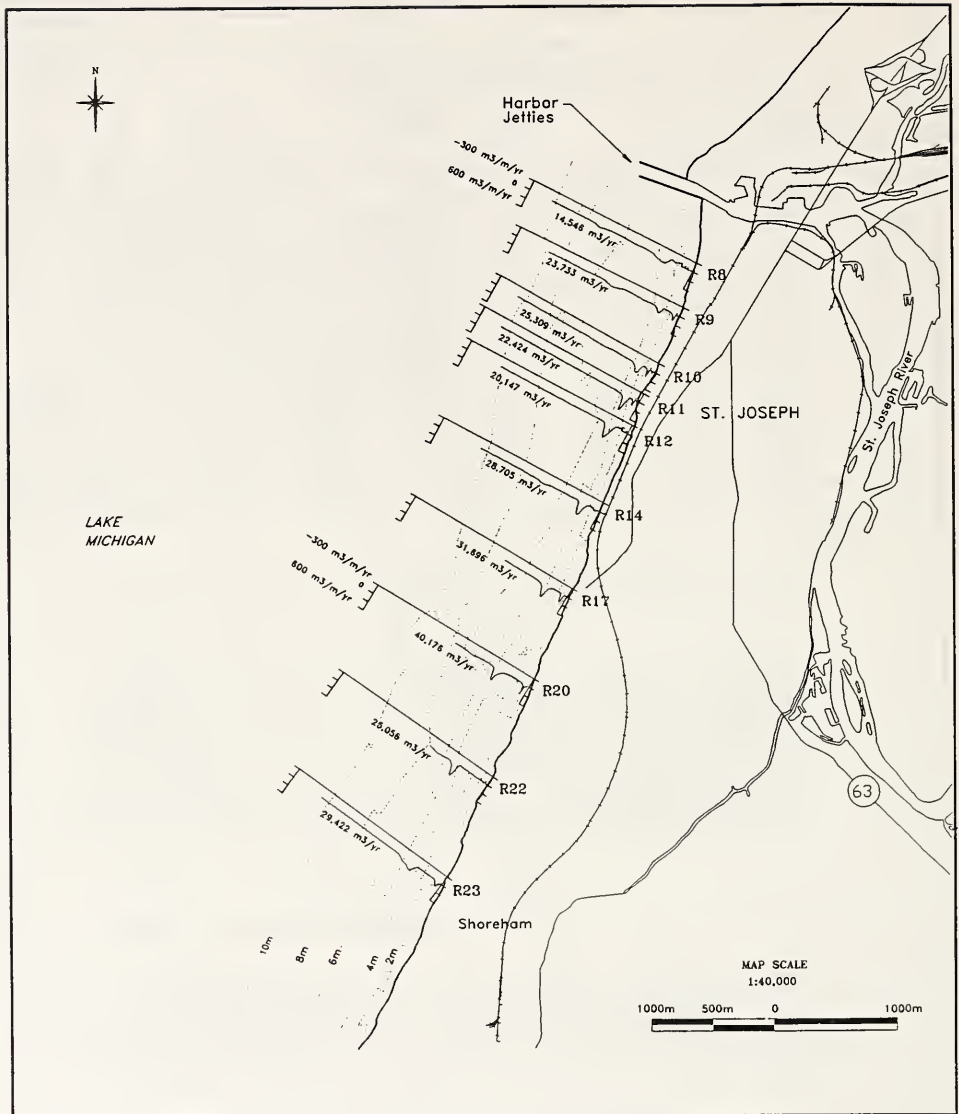 N
Harbor
Jetties
-300 m3/m/yr
0
600 m3/m/yr
14,546 m3/yr
R8
23,733 m3/yr
R9
25,309 m3/yr
R10
22,424 m3/yr
R11
ST. JOSEPH
20,147 m3/yr
R12
St. Joseph River
28,705 m3/yr
R14
LAKE
MICHIGAN
31,896 m3/yr
R17
-300 m3/m/yr
0
600 m3/m/yr
40,176 m3/yr
R20
25,056 m3/yr
R22
63
29,422 m3/yr
R23
Shoreham
10m
8m
6m
4m
2m
MAP SCALE
1:40,000
1000m 500m 0 1000m